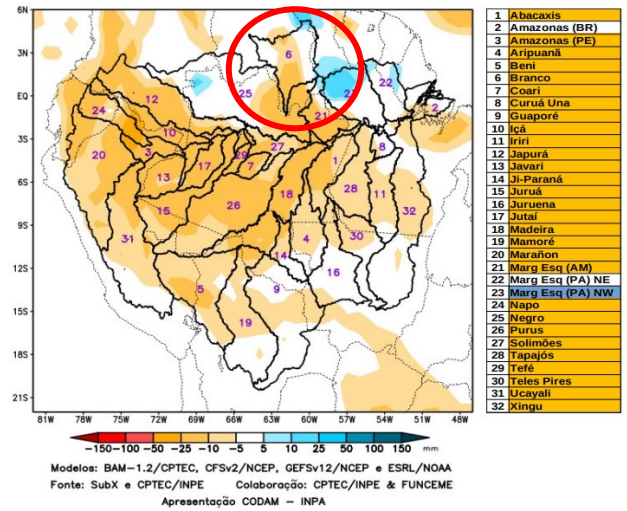 6N
3N
EQ
3S
6S
9S
12S
15S
18S
21S
81W 78W 75W 72W 69W 66W 63W 60W 57W 54W 51W 48W
6
25
22
24
12
21
2
10
27
8
20
3
29
7
1
17
13
28
11
18
15
26
32
31
4
30
14
16
5
9
19
−150−100 −50 −25 −10 −5 5 10 25 50 100 150 mm
Modelos: BAM−1.2/CPTEC, CFSv2/NCEP, GEFSv12/NCEP e ESRL/NOAA
Fonte: SubX e CPTEC/INPE Colaboração: CPTEC/INPE & FUNCEME
Apresentação CODAM − INPA
1 Abacaxis
2 Amazonas (BR)
3 Amazonas (PE)
4 Aripuanã
5 Beni
6 Branco
7 Coari
8 Curuá Una
9 Guaporé
10 Içá
11 Iriri
12 Japurá
13 Javari
14 Ji-Paraná
15 Juruá
16 Juruena
17 Jutaí
18 Madeira
19 Mamoré
20 Marañon
21 Marg Esq (AM)
22 Marg Esq (PA) NE
23 Marg Esq (PA) NW
24 Napo
25 Negro
26 Purus
27 Solimões
28 Tapajós
29 Tefé
30 Teles Pires
31 Ucayali
32 Xingu